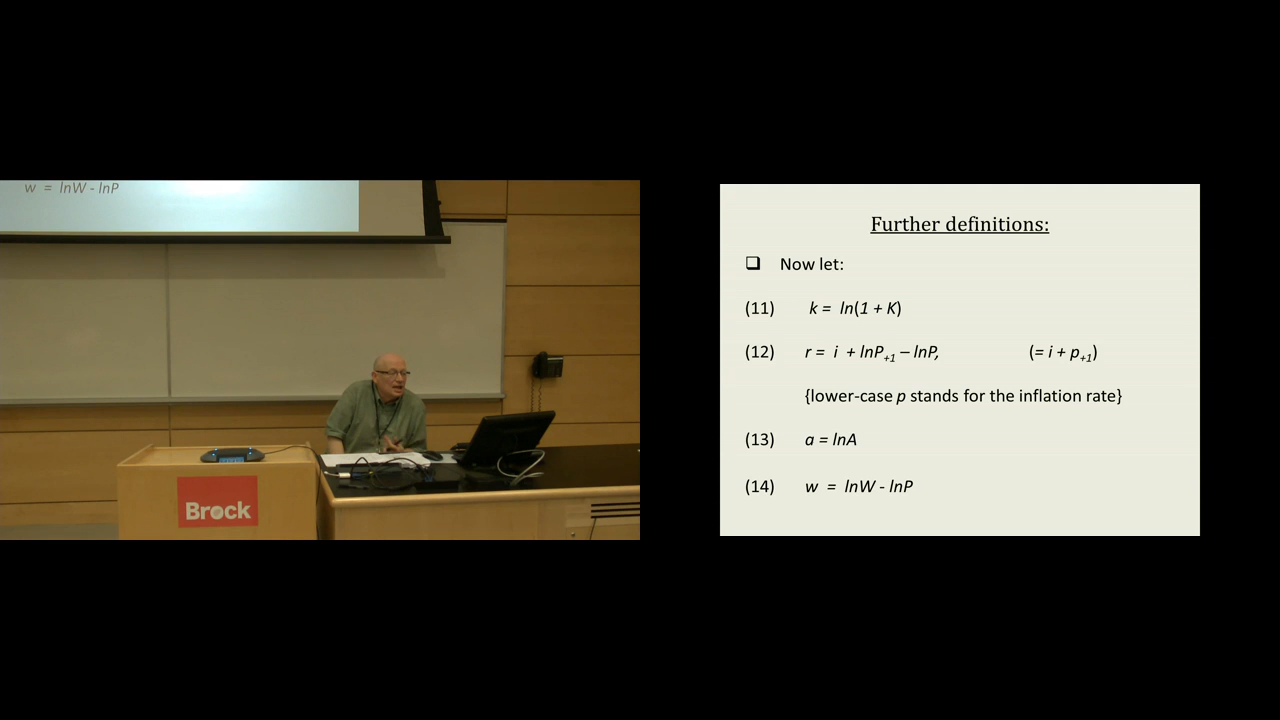 w = lnW - lnP
Brock
Further definitions:
❑ Now let:
(11) k = ln(1 + K)
(12) r = i + lnP+1 – lnP, (= i + p+1)
{lower-case p stands for the inflation rate}
(13) a = lnA
(14) w = lnW - lnP